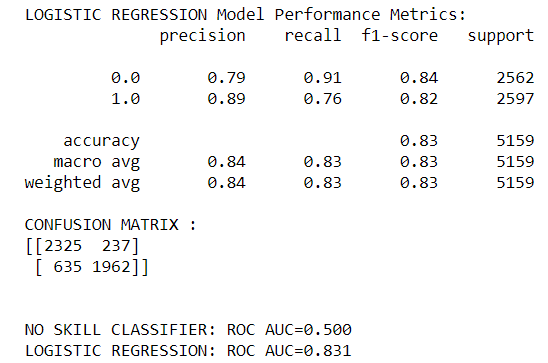 LOGISTIC REGRESSION Model Performance Metrics:
precision recall f1-score support
0.0 0.79 0.91 0.84 2562
1.0 0.89 0.76 0.82 2597
accuracy 0.83 5159
macro avg 0.84 0.83 0.83 5159
weighted avg 0.84 0.83 0.83 5159
CONFUSION MATRIX :
[[2325 237]
[ 635 1962]]
NO SKILL CLASSIFIER: ROC AUC=0.500
LOGISTIC REGRESSION: ROC AUC=0.831